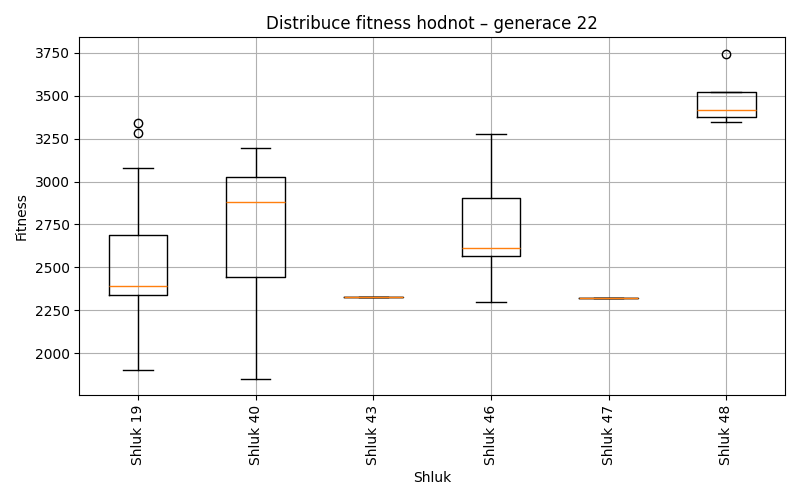 Distribuce fitness hodnot – generace 22
Fitness
3750
3500
3250
3000
2750
2500
2250
2000
Shluk 19
Shluk 40
Shluk 43
Shluk 46
Shluk 47
Shluk 48
Shluk